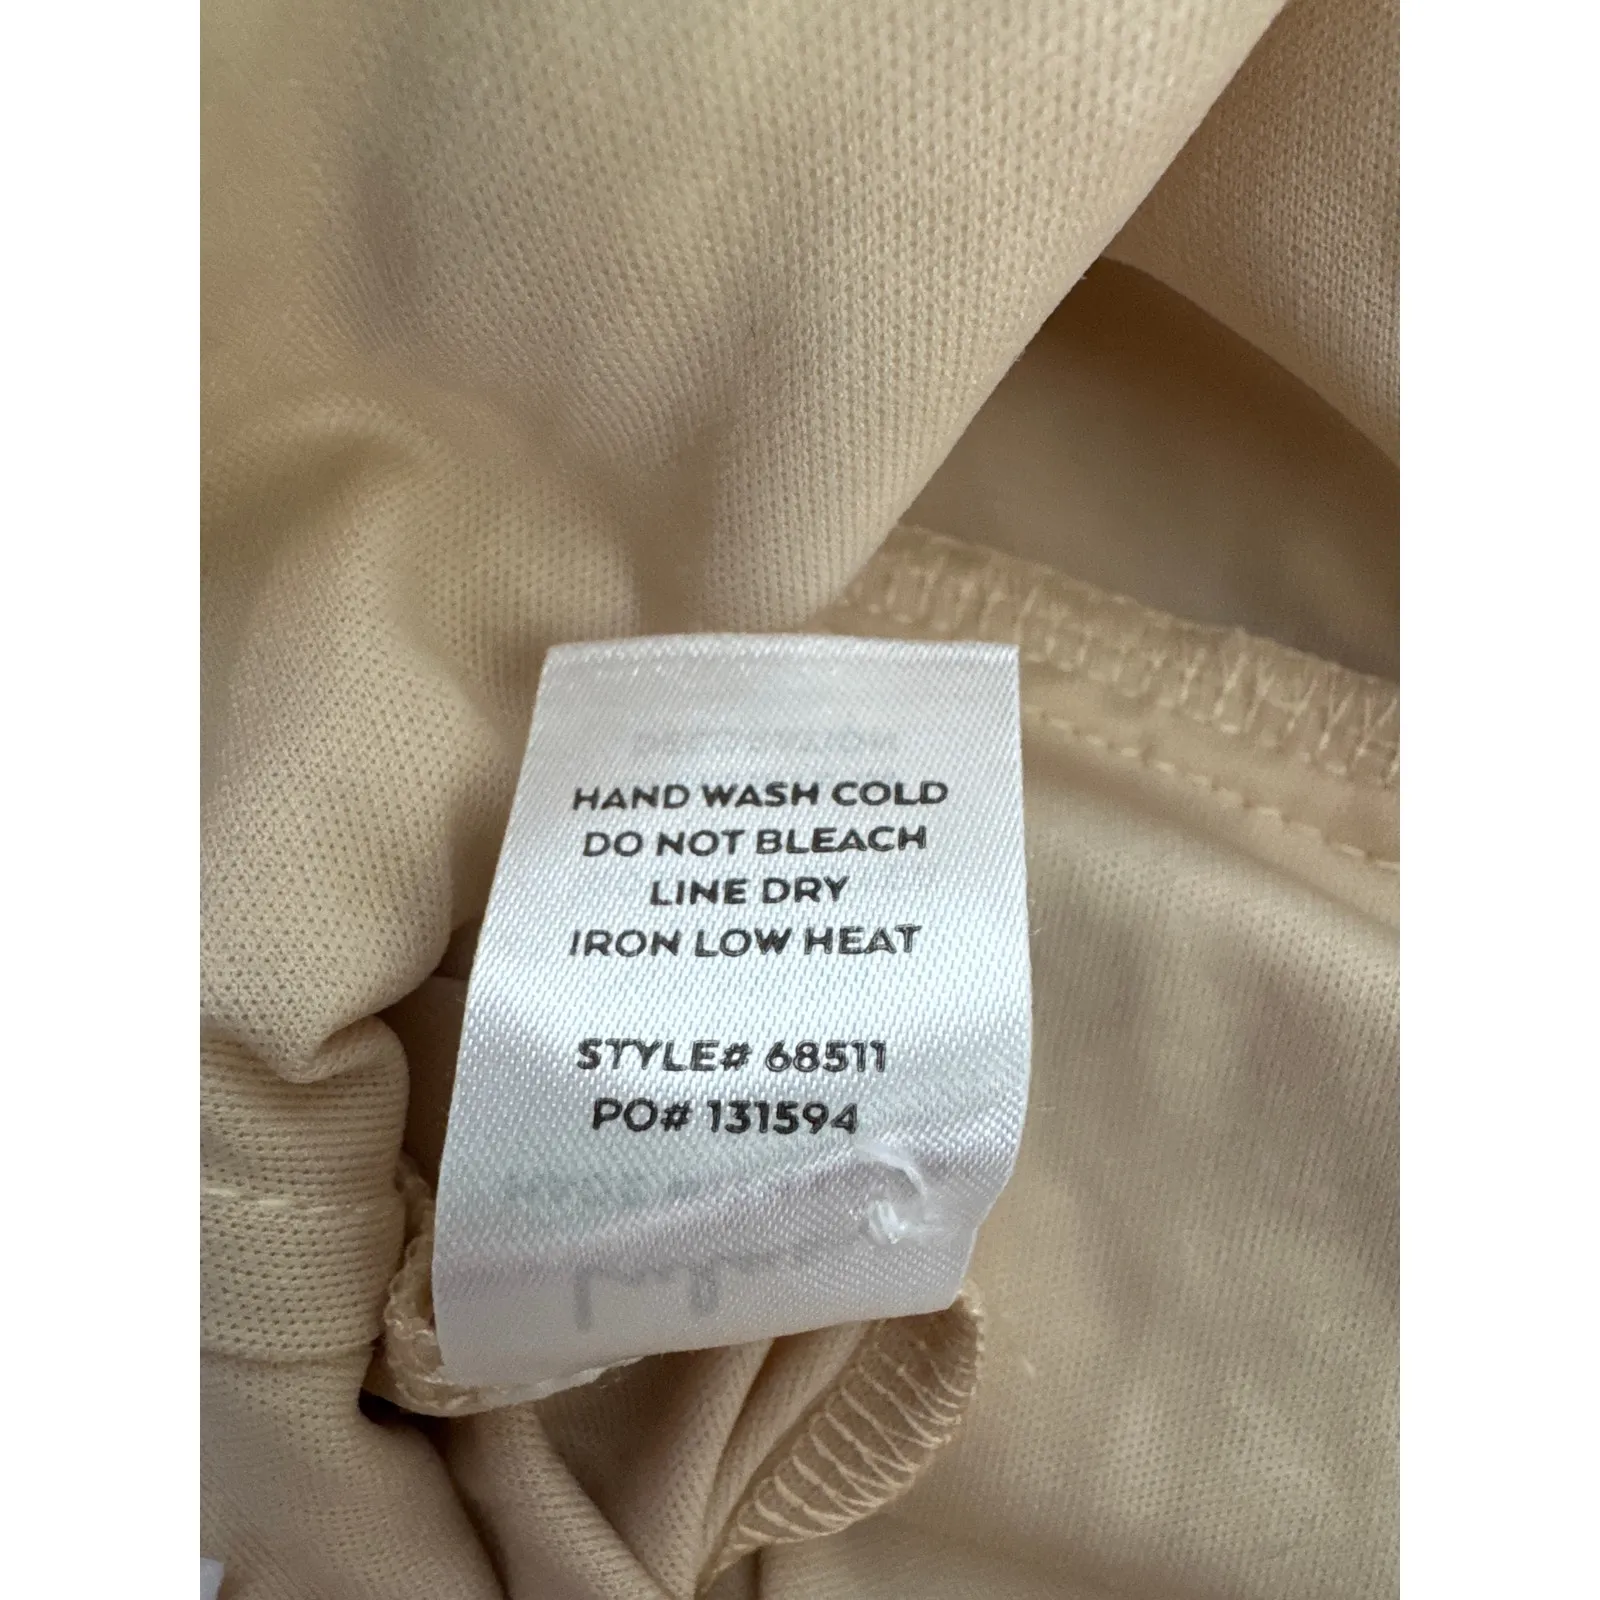 HAND WASH COLD
DO NOT BLEACH
LINE DRY
IRON LOW HEAT
STYLE# 68511
PO# 131594